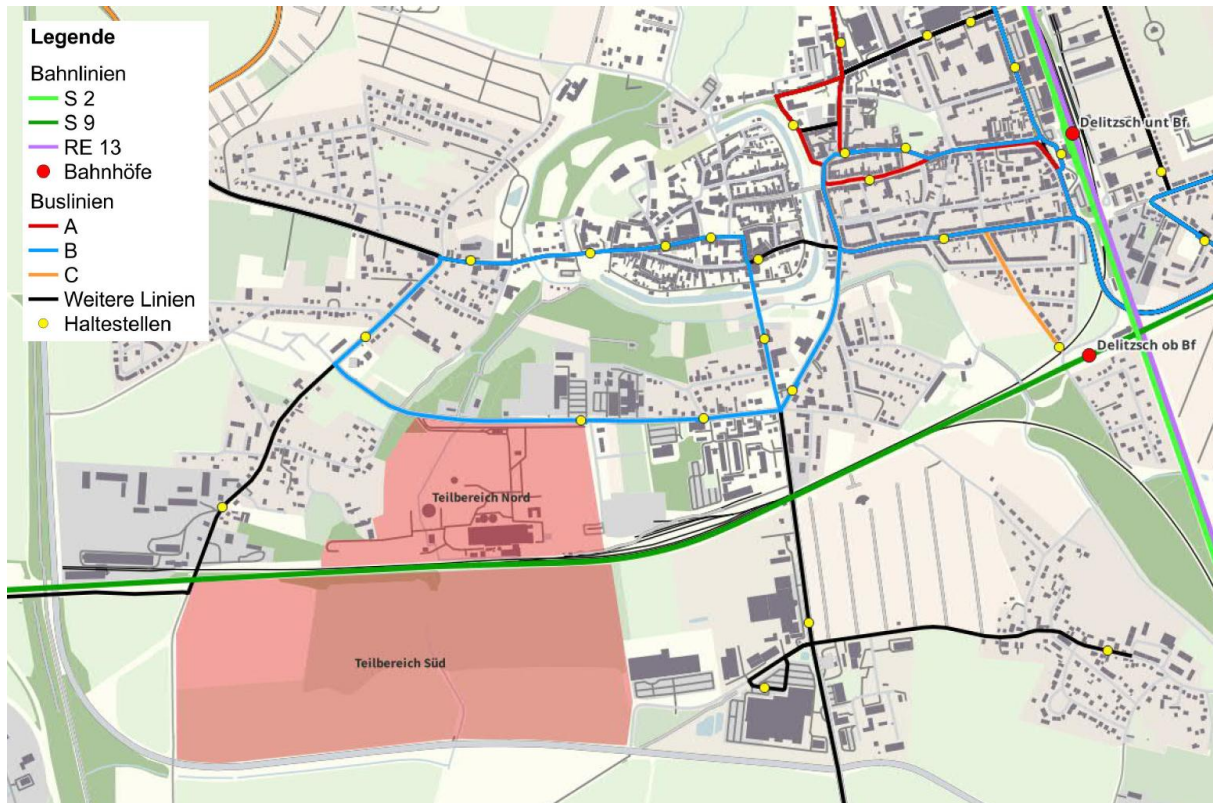 Legende
Bahnlinien
S 2
S 9
RE 13
Bahnhöfe
Buslinien
A
B
C
Weitere Linien
Haltestellen
Delitzsch unt Bf.
Delitzsch ob Bf
Teilbereich Nord
Teilbereich Süd